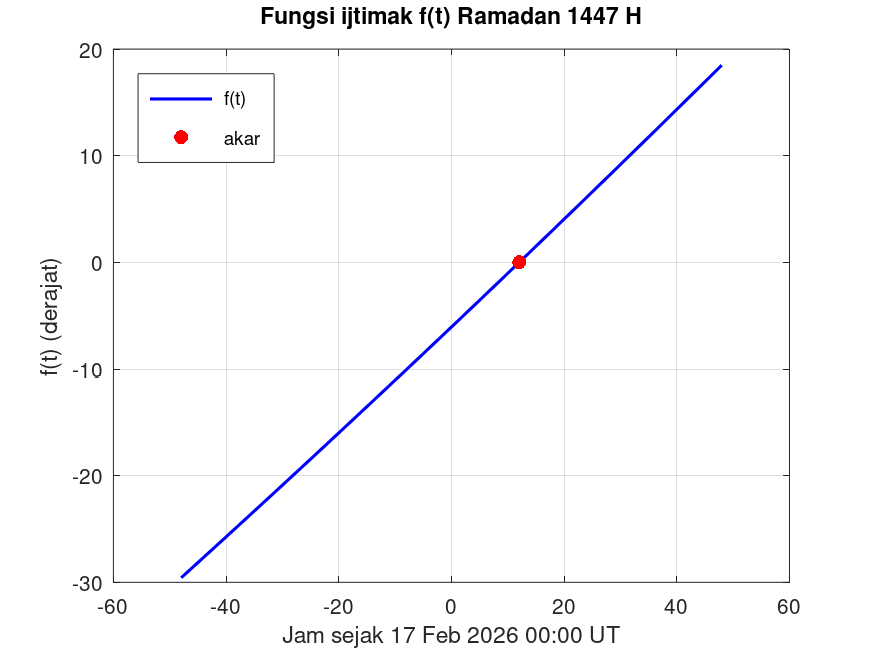 Fungsi ijtimak f(t) Ramadan 1447 H
20
10
0
-10
-20
-30
f(t) (derajat)
f(t)
akar
-60 -40 -20 0 20 40 60
Jam sejak 17 Feb 2026 00:00 UT